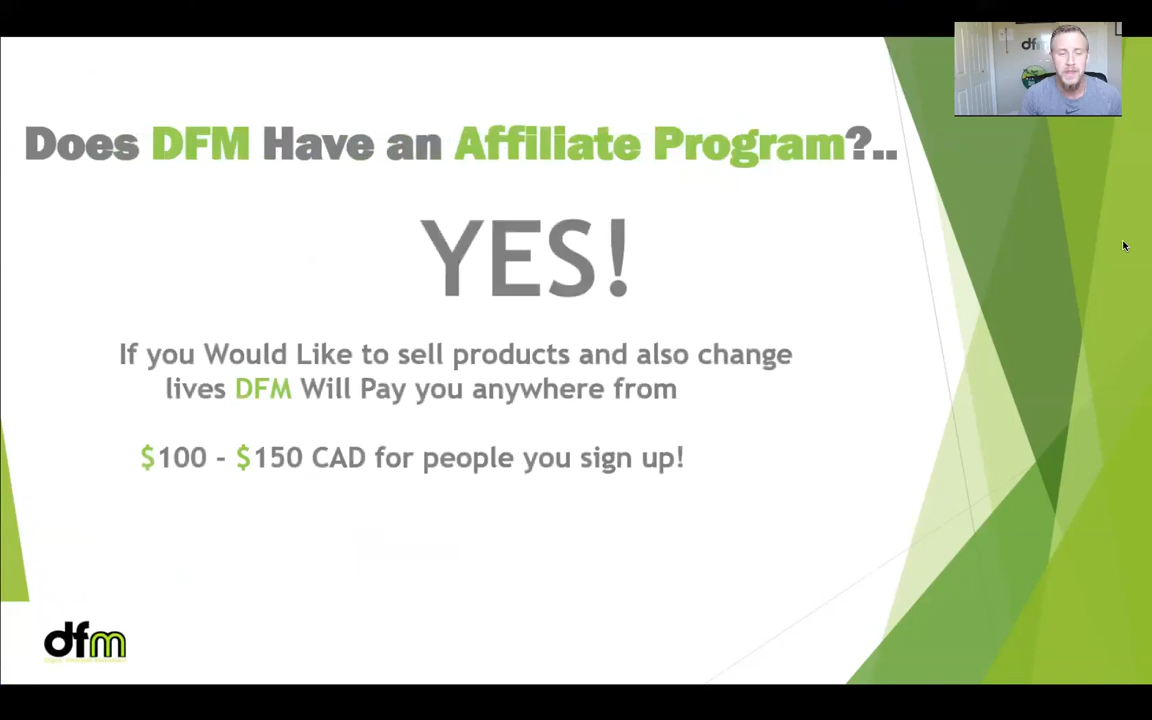 Does DFM Have an Affiliate Program?..
YES!
If you Would Like to sell products and also change
lives DFM Will Pay you anywhere from
$100 - $150 CAD for people you sign up!
dfm
dfm